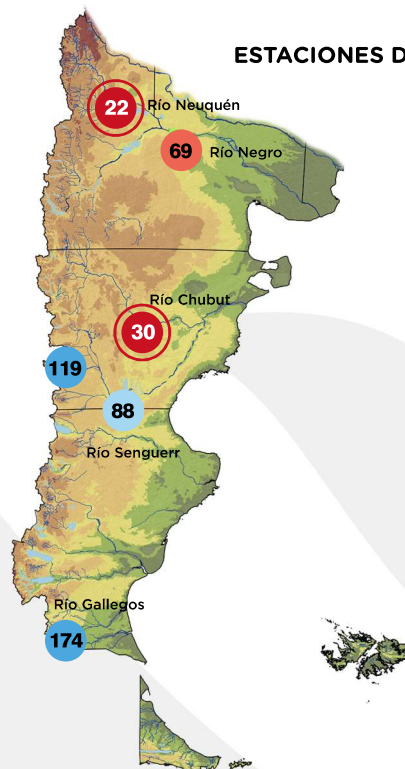 ESTACIONES D
22
Río Neuquén
69
Río Negro
Río Chubut
30
119
88
Río Senguerr
Río Gallegos
174